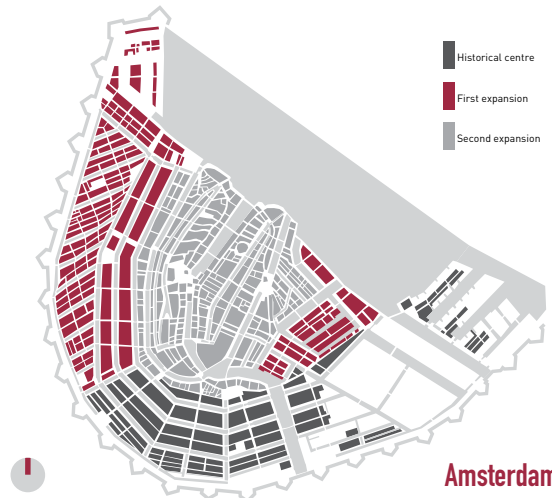 Historical centre
First expansion
Second expansion
Amsterdam